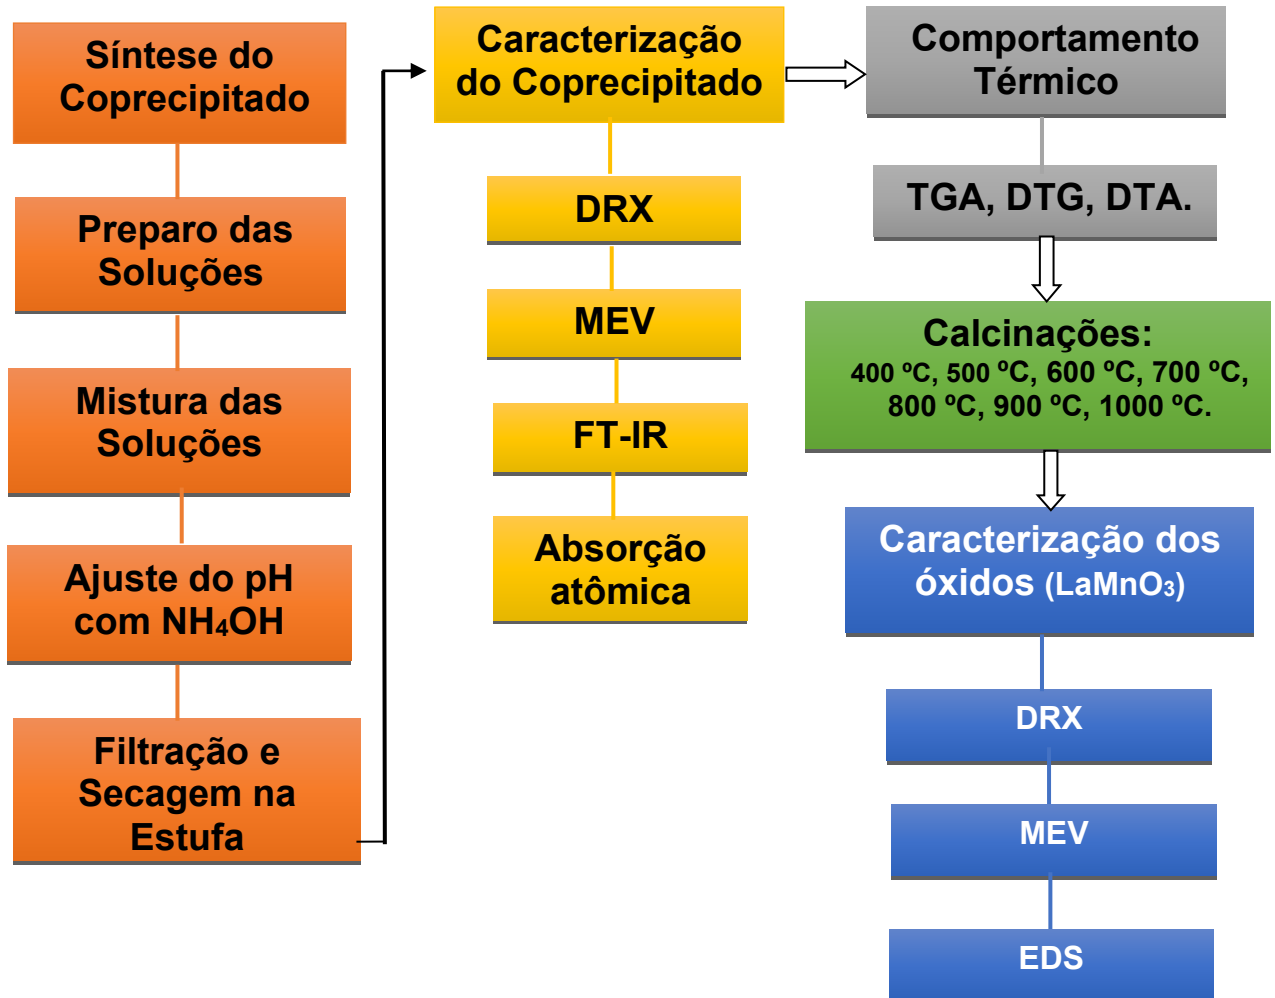 Síntese do
Coprecipitado
Preparo das
Soluções
Mistura das
Soluções
Ajuste do pH
com NH₄OH
Filtração e
Secagem na
Estufa
Caracterização
do Coprecipitado
DRX
MEV
FT-IR
Absorção
atômica
Comportamento
Térmico
TGA, DTG, DTA.
Calcinações:
400 ºC, 500 ºC, 600 ºC, 700 ºC,
800 ºC, 900 ºC, 1000 ºC.
Caracterização dos
óxidos (LaMnO₃)
DRX
MEV
EDS